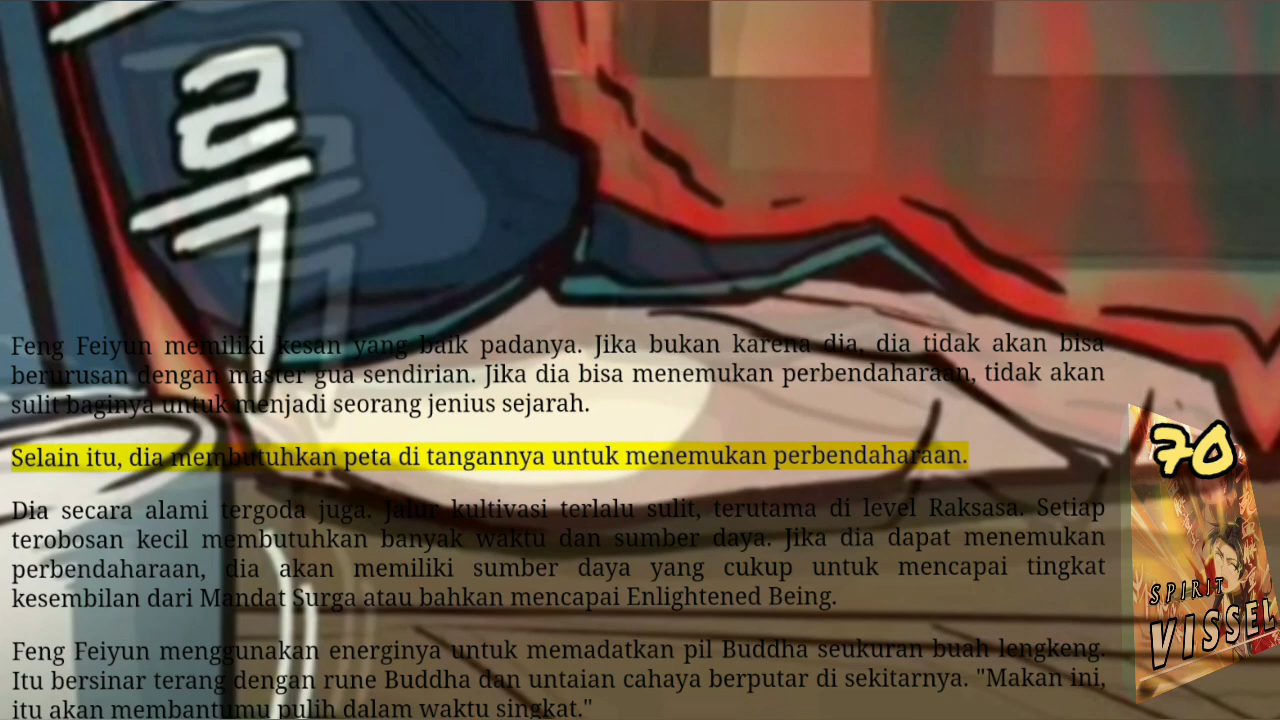 륵
Feng Feiyun memiliki kesan yang baik padanya. Jika bukan karena dia, dia tidak akan bisa
berurusan dengan master gua sendirian. Jika dia bisa menemukan perbendaharaan, tidak akan
sulit baginya untuk menjadi seorang jenius sejarah.
Selain itu, dia membutuhkan peta di tangannya untuk menemukan perbendaharaan.
Dia secara alami tergoda juga. Jalur kultivasi terlalu sulit, terutama di level Raksasa. Setiap
terobosan kecil membutuhkan banyak waktu dan sumber daya. Jika dia dapat menemukan
perbendaharaan, dia akan memiliki sumber daya yang cukup untuk mencapai tingkat
kesembilan dari Mandat Surga atau bahkan mencapai Enlightened Being.
Feng Feiyun menggunakan energinya untuk memadatkan pil Buddha seukuran buah lengkeng.
Itu bersinar terang dengan rune Buddha dan untaian cahaya berputar di sekitarnya. "Makan ini,
itu akan membantumu pulih dalam waktu singkat."
70
SPIRIT
VISSEL